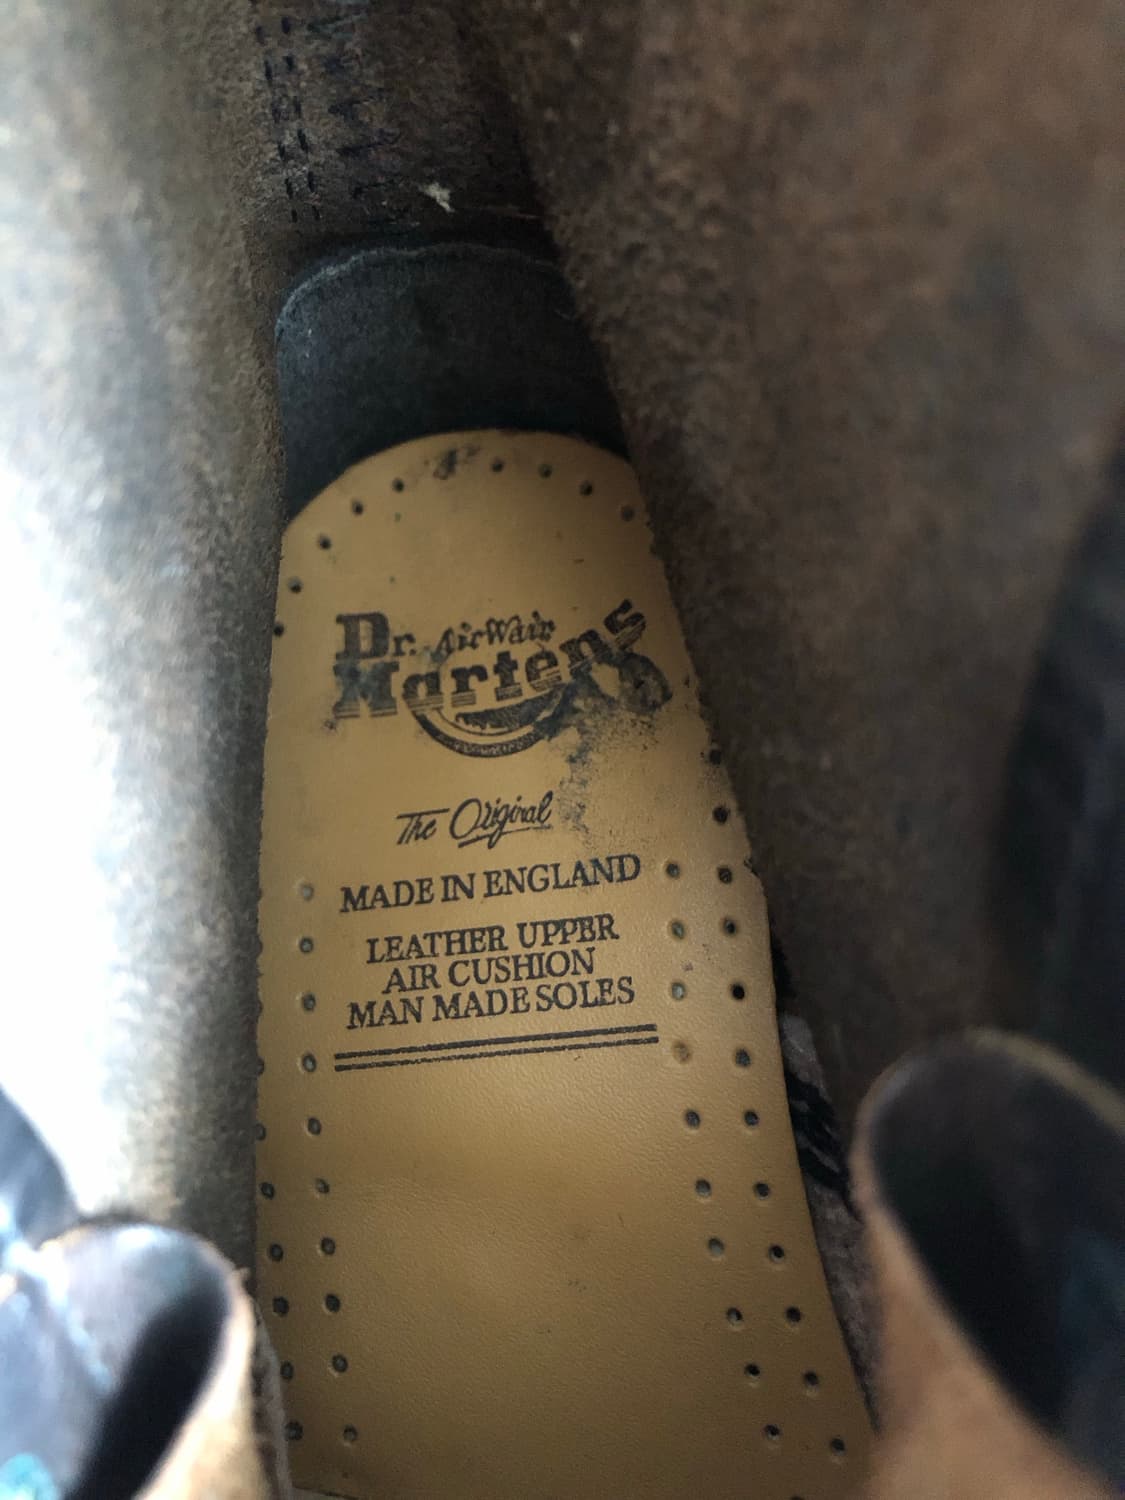 Dr. AirWair
Martens
The Original
MADE IN ENGLAND
LEATHER UPPER
AIR CUSHION
MAN MADE SOLES